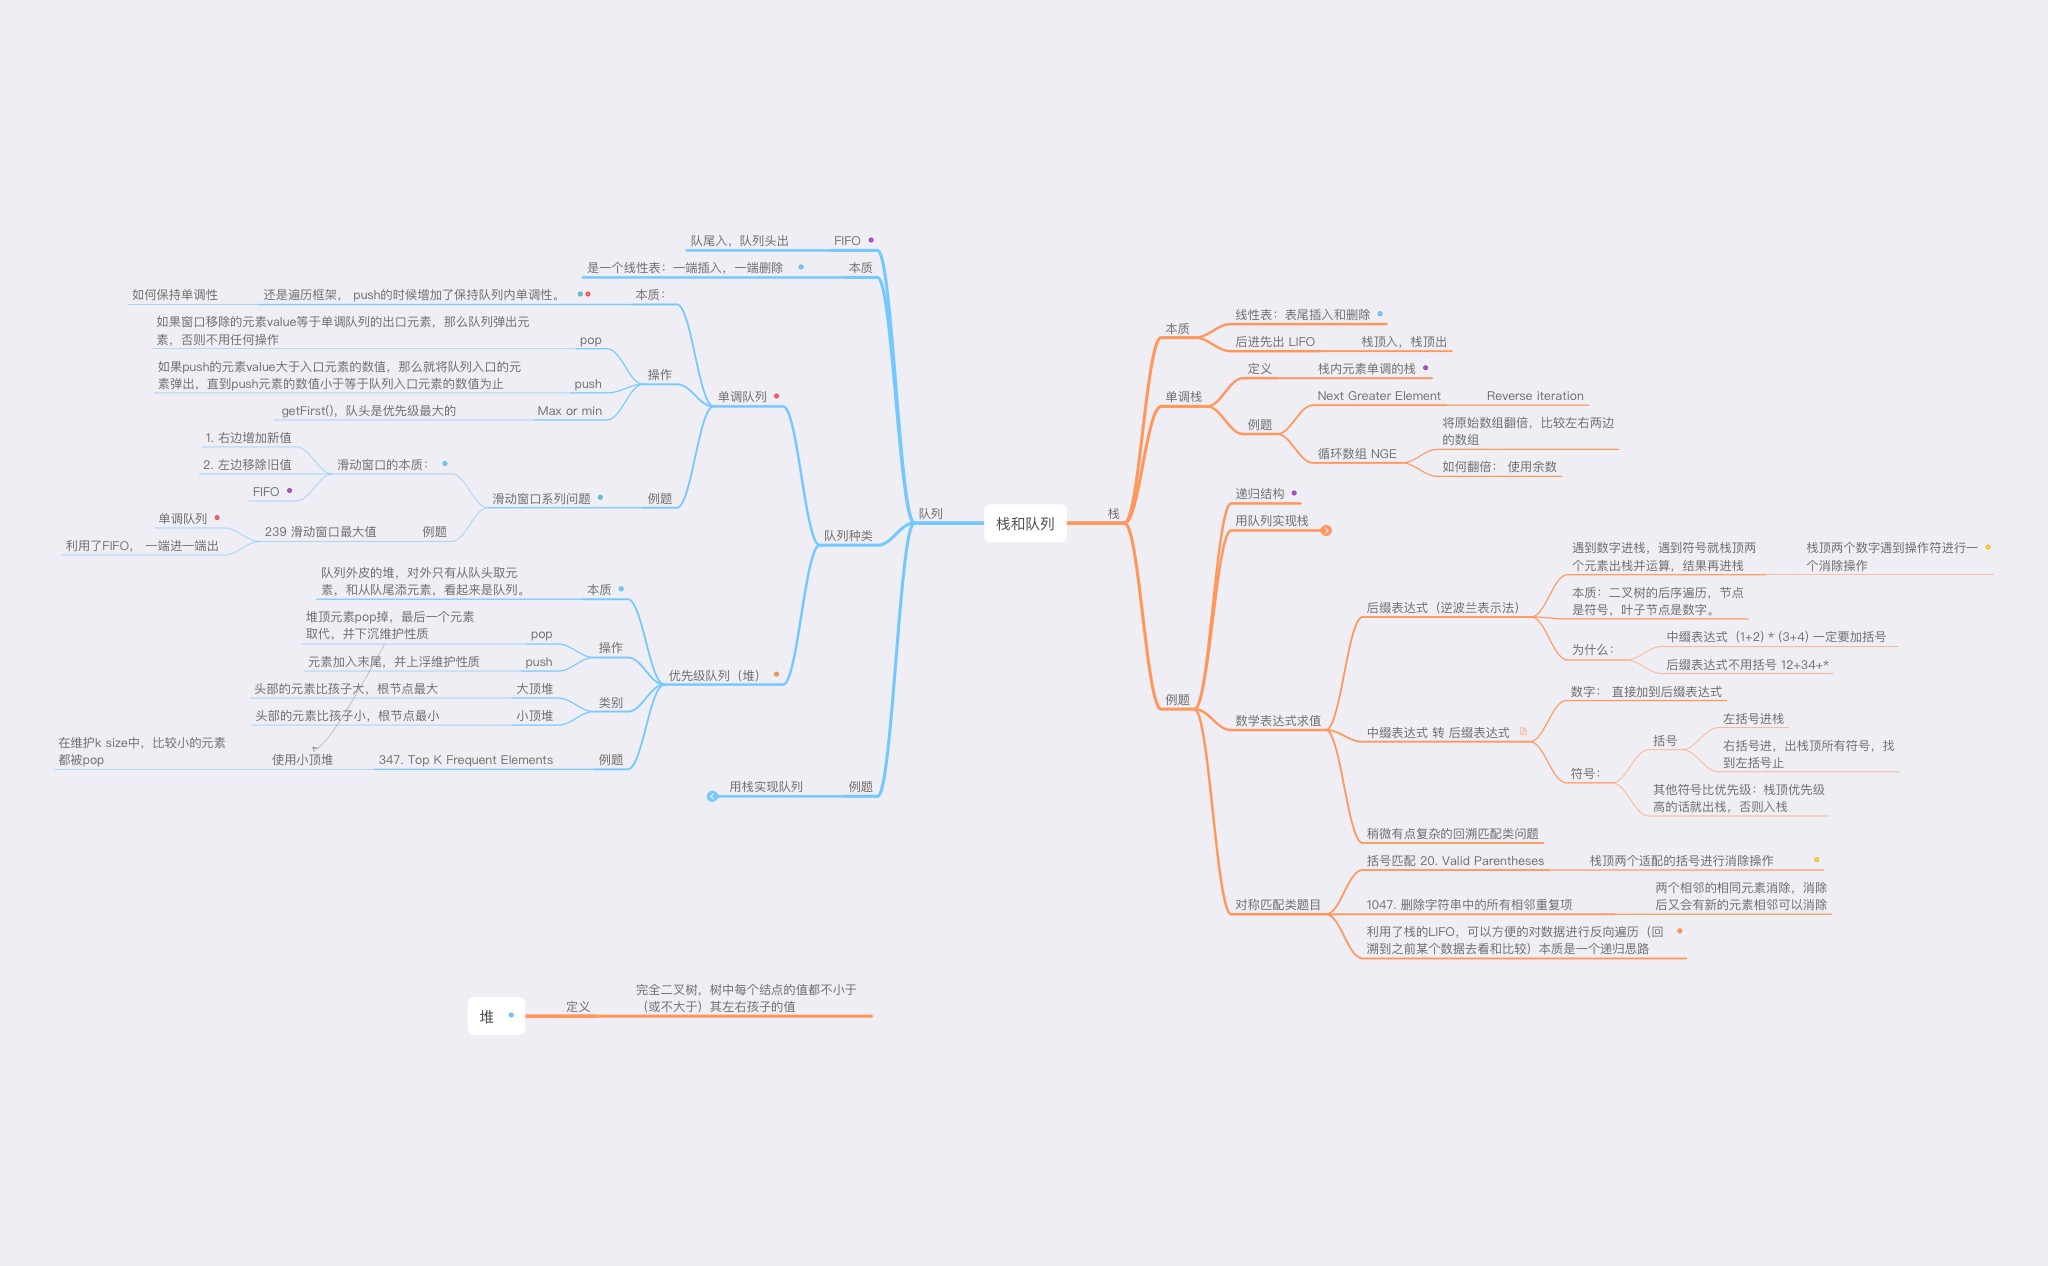 栈和队列
队列
FIFO
队尾入，队列头出
本质
是一个线性表：一端插入，一端删除
队列种类
单调队列
本质：
还是遍历框架， push的时候增加了保持队列内单调性。
如何保持单调性
操作
pop
如果窗口移除的元素value等于单调队列的出口元素，那么队列弹出元
素，否则不用任何操作
push
如果push的元素value大于入口元素的数值，那么就将队列入口的元
素弹出，直到push元素的数值小于等于队列入口元素的数值为止
Max or min
getFirst()，队头是优先级最大的
例题
滑动窗口系列问题
滑动窗口的本质：
1. 右边增加新值
2. 左边移除旧值
FIFO
例题
239 滑动窗口最大值
单调队列
利用了FIFO， 一端进一端出
优先级队列（堆）
本质
队列外皮的堆，对外只有从队头取元
素，和从队尾添元素，看起来是队列。
操作
pop
堆顶元素pop掉，最后一个元素
取代，并下沉维护性质
push
元素加入末尾，并上浮维护性质
类别
大顶堆
头部的元素比孩子大，根节点最大
小顶堆
头部的元素比孩子小，根节点最小
例题
347. Top K Frequent Elements
使用小顶堆
在维护k size中，比较小的元素
都被pop
例题
用栈实现队列
栈
本质
线性表：表尾插入和删除
后进先出 LIFO
栈顶入，栈顶出
单调栈
定义
栈内元素单调的栈
例题
Next Greater Element
Reverse iteration
循环数组 NGE
将原始数组翻倍，比较左右两边
的数组
如何翻倍： 使用余数
例题
递归结构
用队列实现栈
数学表达式求值
后缀表达式（逆波兰表示法）
遇到数字进栈，遇到符号就栈顶两
个元素出栈并运算，结果再进栈
栈顶两个数字遇到操作符进行一
个消除操作
本质：二叉树的后序遍历，节点
是符号，叶子节点是数字。
为什么：
中缀表达式（1+2) * (3+4) 一定要加括号
后缀表达式不用括号 12+34+*
中缀表达式 转 后缀表达式
数字： 直接加到后缀表达式
符号：
括号
左括号进栈
右括号进，出栈顶所有符号，找
到左括号止
其他符号比优先级：栈顶优先级
高的话就出栈，否则入栈
稍微有点复杂的回溯匹配类问题
对称匹配类题目
括号匹配 20. Valid Parentheses
栈顶两个适配的括号进行消除操作
1047. 删除字符串中的所有相邻重复项
两个相邻的相同元素消除，消除
后又会有新的元素相邻可以消除
利用了栈的LIFO，可以方便的对数据进行反向遍历（回
溯到之前某个数据去看和比较）本质是一个递归思路
堆
定义
完全二叉树，树中每个结点的值都不小于
（或不大于）其左右孩子的值